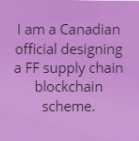 I am a Canadian
official designing
a FF supply chain
blockchain
scheme.